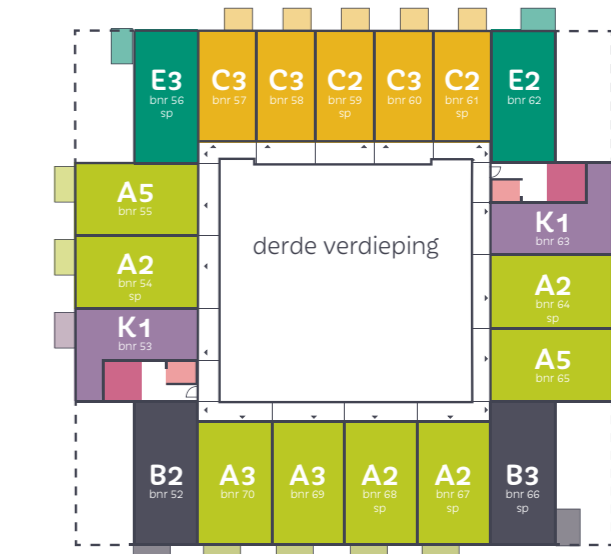 E3
bnr 56
sp
C3
bnr 57
C3
bnr 58
C2
bnr 59
sp
C3
bnr 60
C2
bnr 61
sp
E2
bnr 62
A5
bnr 55
derde verdieping
K1
bnr 63
A2
bnr 54
sp
A2
bnr 64
sp
K1
bnr 53
A5
bnr 65
B2
bnr 52
A3
bnr 70
A3
bnr 69
A2
bnr 68
sp
A2
bnr 67
sp
B3
bnr 66
sp